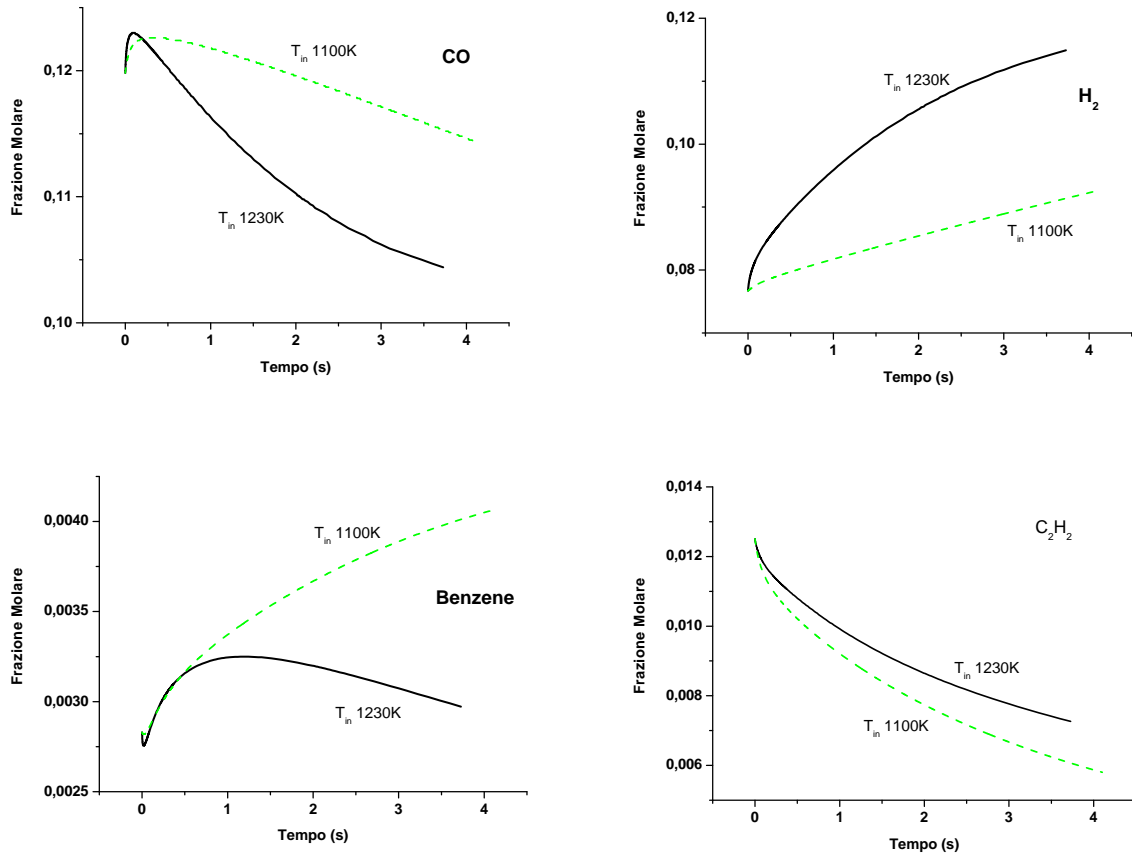 0,12
0,11
0,10
0
1
2
3
4
Frazione Molare
Tempo (s)
CO
T_in 1100K
T_in 1230K
0,12
0,10
0,08
0
1
2
3
4
Frazione Molare
Tempo (s)
H_2
T_in 1230K
T_in 1100K
0,0040
0,0035
0,0030
0,0025
0
1
2
3
4
Frazione Molare
Tempo (s)
Benzene
T_in 1100K
T_in 1230K
0,014
0,012
0,010
0,008
0,006
0
1
2
3
4
Frazione Molare
Tempo (s)
C_2H_2
T_in 1230K
T_in 1100K